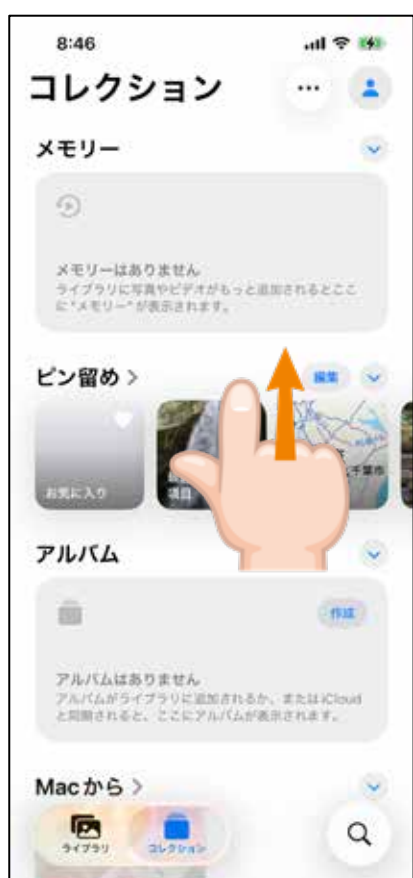 8:46
コレクション
メモリー
メモリーはありません
ライブラリに写真やビデオがもっと追加されるとここ
に"メモリー"が表示されます。
ピン留め >
編集
お気に入り
項目
千葉市
アルバム
作成
アルバムはありません
アルバムがライブラリに追加されるか、またはiCloud
と同期されると、ここにアルバムが表示されます。
Macから >
ライブラリ
コレクション